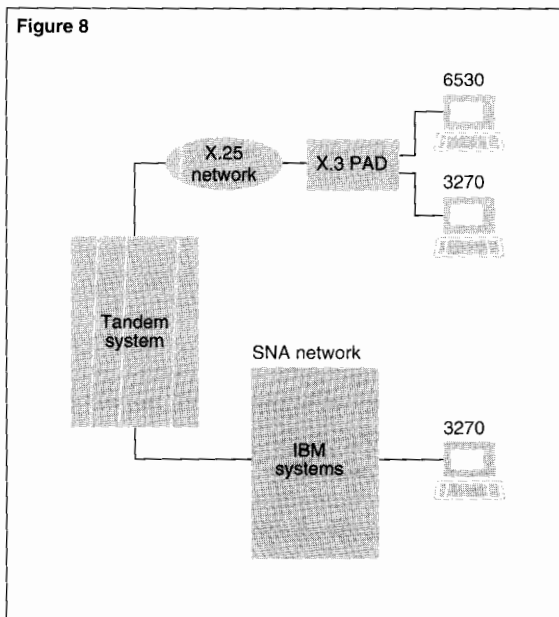 Figure 8
6530
X.25
network
X.3 PAD
3270
Tandem
system
SNA network
IBM
systems
3270